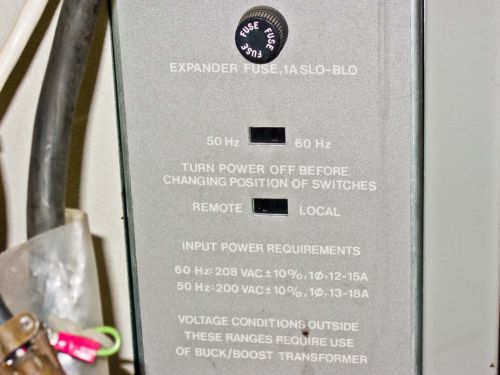 FUSE FUSE FUSE
EXPANDER FUSE, 1A SLO-BLO
50 Hz 60 Hz
TURN POWER OFF BEFORE
CHANGING POSITION OF SWITCHES
REMOTE LOCAL
INPUT POWER REQUIREMENTS
60 Hz: 208 VAC ± 10%, 1Ø, 12-15A
50 Hz: 200 VAC ± 10%, 1Ø, 13-18A
VOLTAGE CONDITIONS OUTSIDE
THESE RANGES REQUIRE USE
OF BUCK/BOOST TRANSFORMER